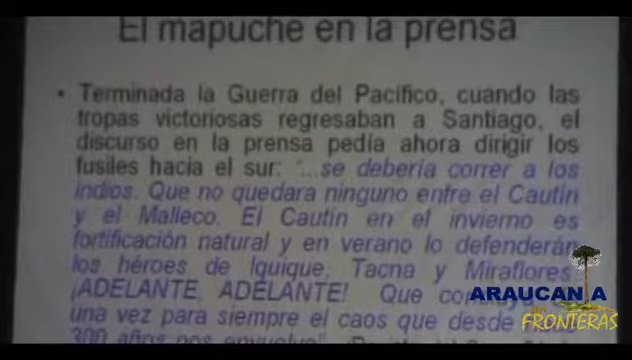 El mapuche en la prensa
• Terminada la Guerra del Pacífico, cuando las
tropas victoriosas regresaban a Santiago, el
discurso en la prensa pedía ahora dirigir los
fusiles hacia el sur: "...se debería correr a los
indios. Que no quedara ninguno entre el Cautín
y el Malleco. El Cautín en el invierno es
fortificación natural y en verano lo defenderán
los héroes de Iquique, Tacna y Miraflores.
¡ADELANTE, ADELANTE! Que
una vez para siempre el caos que desde
300 años nos
ARAUCANIA
FRONTERAS